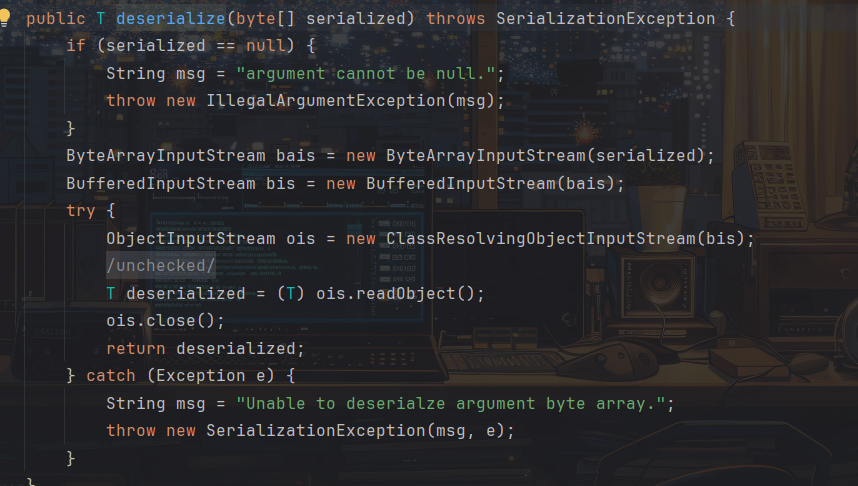 public T deserialize(byte[] serialized) throws SerializationException {
if (serialized == null) {
String msg = "argument cannot be null.";
throw new IllegalArgumentException(msg);
}
ByteArrayInputStream bais = new ByteArrayInputStream(serialized);
BufferedInputStream bis = new BufferedInputStream(bais);
try {
ObjectInputStream ois = new ClassResolvingObjectInputStream(bis);
/unchecked/
T deserialized = (T) ois.readObject();
ois.close();
return deserialized;
} catch (Exception e) {
String msg = "Unable to deserialze argument byte array.";
throw new SerializationException(msg, e);
}
}